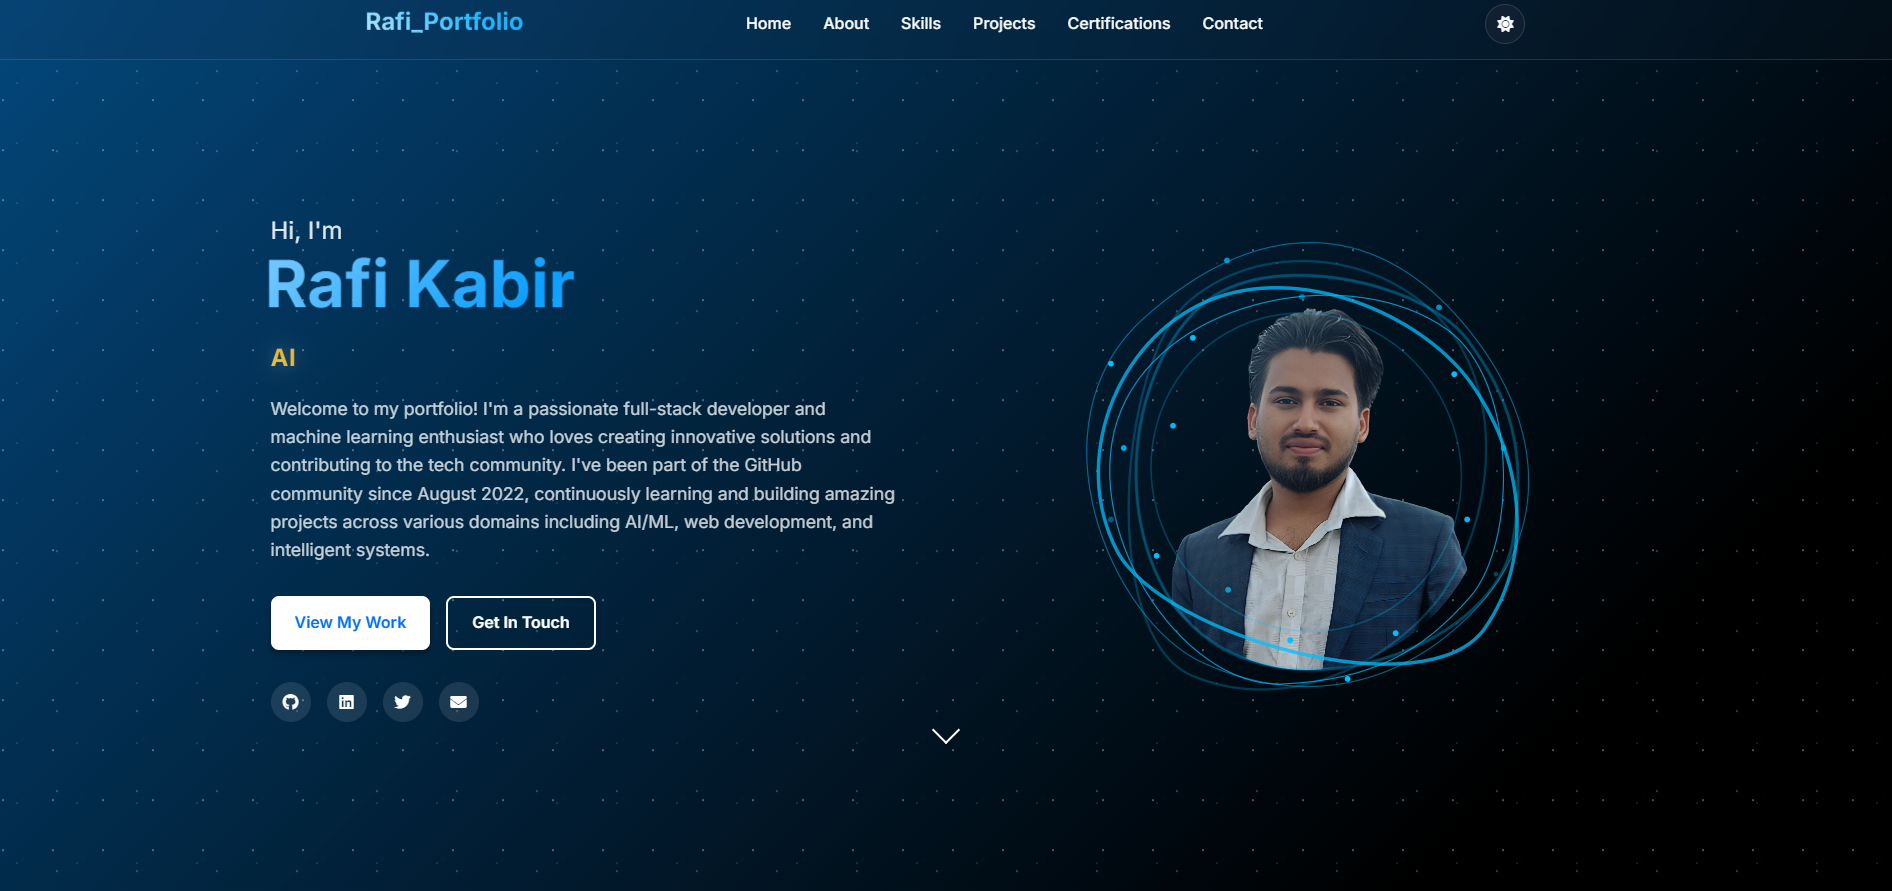 Rafi_Portfolio
Home
About
Skills
Projects
Certifications
Contact
Hi, I'm
Rafi Kabir
AI
Welcome to my portfolio! I'm a passionate full-stack developer and
machine learning enthusiast who loves creating innovative solutions and
contributing to the tech community. I've been part of the GitHub
community since August 2022, continuously learning and building amazing
projects across various domains including AI/ML, web development, and
intelligent systems.
View My Work
Get In Touch